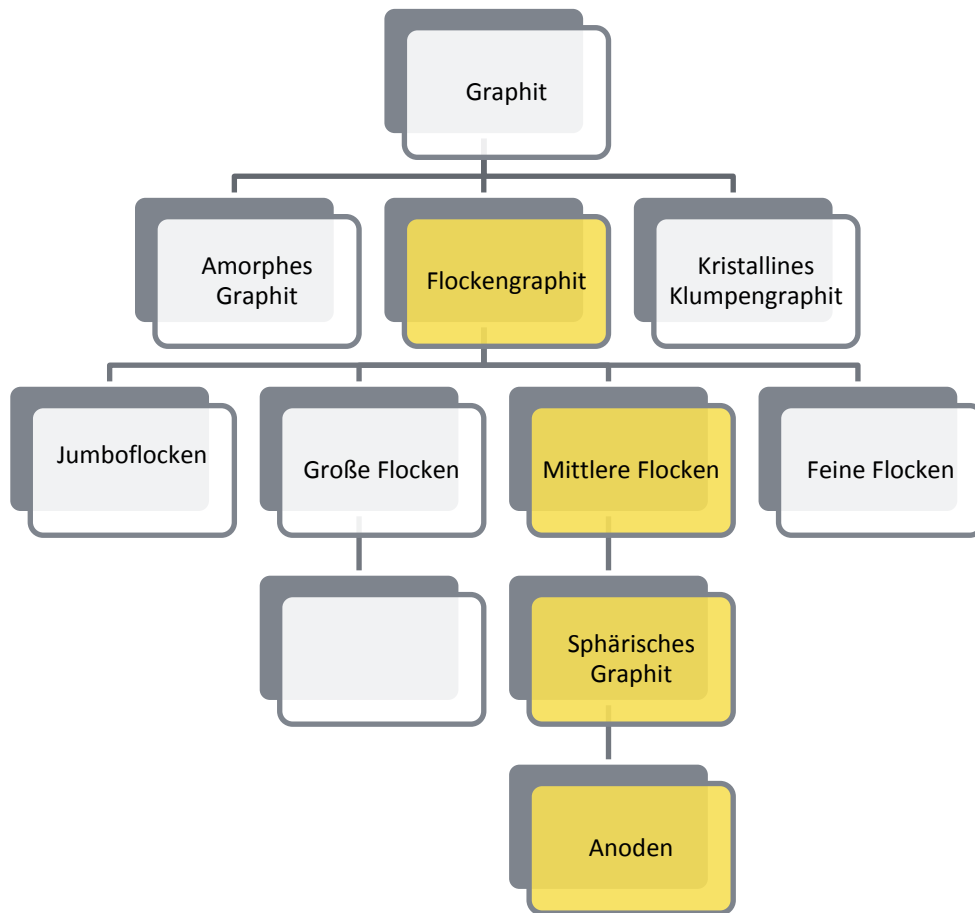 Graphit
Amorphes
Graphit
Flockengraphit
Kristallines
Klumpengraphit
Jumboflocken
Große Flocken
Mittlere Flocken
Feine Flocken
Sphärisches
Graphit
Anoden